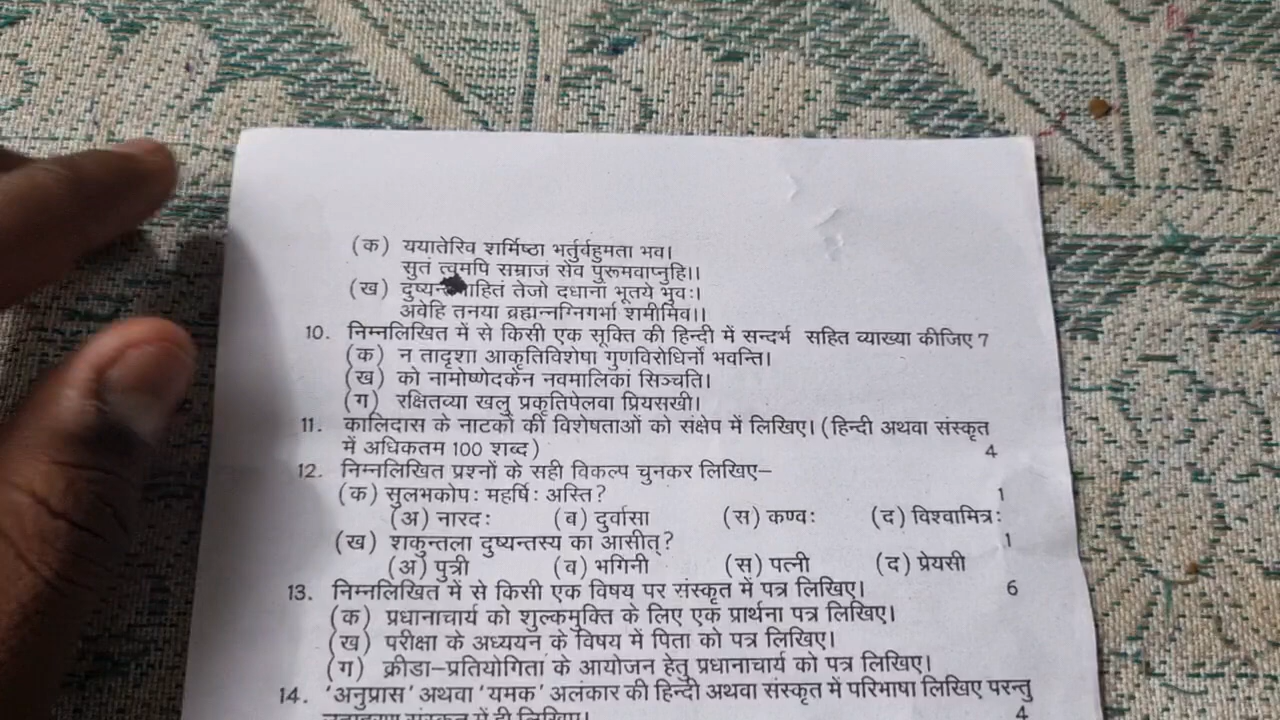 (क) ययातेरिव शर्मिष्ठा भर्तुर्बहुमता भव।
सुतं त्वमपि सम्राजं सेव पुरूमवाप्नुहि।।
(ख) तेजो दधानां भूतये भुवः।
अवेहि तनयां ब्रह्मन्नग्निगर्भां शमीमिव।।
10. निम्नलिखित में से किसी एक सूक्ति की हिन्दी में सन्दर्भ सहित व्याख्या कीजिए 7
(क) न तादृशा आकृतिविशेषा गुणविरोधिनों भवन्ति।
(ख) को नामोष्णेदकेन नवमालिकां सिञ्चति।
(ग) रक्षितव्या खलु प्रकृतिपेलवा प्रियसखी।
11. कालिदास के नाटकों की विशेषताओं को संक्षेप में लिखिए। (हिन्दी अथवा संस्कृत
में अधिकतम 100 शब्द) 4
12. निम्नलिखित प्रश्नों के सही विकल्प चुनकर लिखिए–
(क) सुलभकोपः महर्षिः अस्ति? 1
(अ) नारदः (ब) दुर्वासा (स) कण्वः (द) विश्वामित्रः
(ख) शकुन्तला दुष्यन्तस्य का आसीत्? 1
(अ) पुत्री (व) भगिनी (स) पत्नी (द) प्रेयसी
13. निम्नलिखित में से किसी एक विषय पर संस्कृत में पत्र लिखिए। 6
(क) प्रधानाचार्य को शुल्कमुक्ति के लिए एक प्रार्थना पत्र लिखिए।
(ख) परीक्षा के अध्ययन के विषय में पिता को पत्र लिखिए।
(ग) क्रीडा–प्रतियोगिता के आयोजन हेतु प्रधानाचार्य को पत्र लिखिए।
14. 'अनुप्रास' अथवा 'यमक' अलंकार की हिन्दी अथवा संस्कृत में परिभाषा लिखिए परन्तु
उदाहरण संस्कृत में ही लिखिए। 4